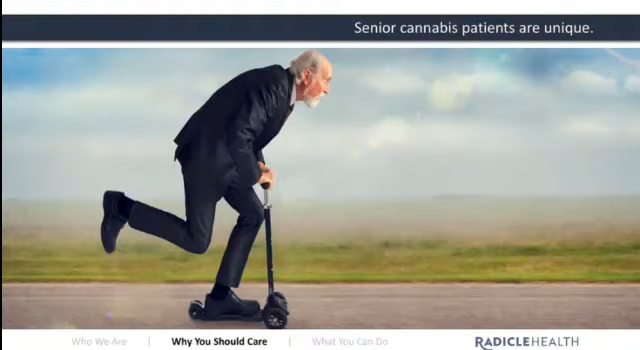 Senior cannabis patients are unique.
Who We Are | Why You Should Care | What You Can Do
RADICLEHEALTH